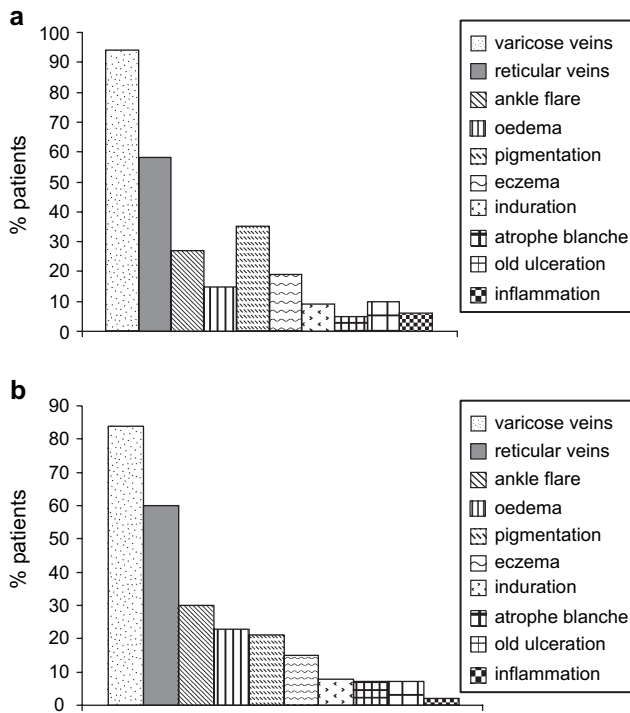 a
% patients
100
90
80
70
60
50
40
30
20
10
0
varicose veins
reticular veins
ankle flare
oedema
pigmentation
eczema
induration
atrophe blanche
old ulceration
inflammation
b
% patients
90
80
70
60
50
40
30
20
10
0
varicose veins
reticular veins
ankle flare
oedema
pigmentation
eczema
induration
atrophe blanche
old ulceration
inflammation